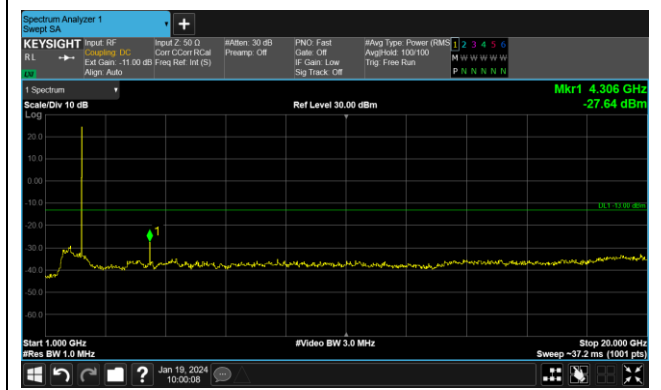 Spectrum Analyzer 1
Swept SA
+
KEYSIGHT
RL
Input: RF
Coupling: DC
Ext Gain: -11.00 dB
Align: Auto
Input Z: 50 Ω
Corr CCorr RCal
Freq Ref: Int (S)
#Atten: 30 dB
Preamp: Off
PNO: Fast
Gate: Off
IF Gain: Low
Sig Track: Off
#Avg Type: Power (RMS)
Avg|Hold: 100/100
Trig: Free Run
1 2 3 4 5 6
M W W W W W
P N N N N N
1 Spectrum
Scale/Div 10 dB
Ref Level 30.00 dBm
Mkr1 4.306 GHz
-27.64 dBm
Log
20.0
10.0
0.00
-10.0
-20.0
-30.0
-40.0
-50.0
-60.0
DL1 -13.00 dBm
1
Start 1.000 GHz
#Res BW 1.0 MHz
#Video BW 3.0 MHz
Stop 20.000 GHz
Sweep ~37.2 ms (1001 pts)
?
Jan 19, 2024
10:00:08